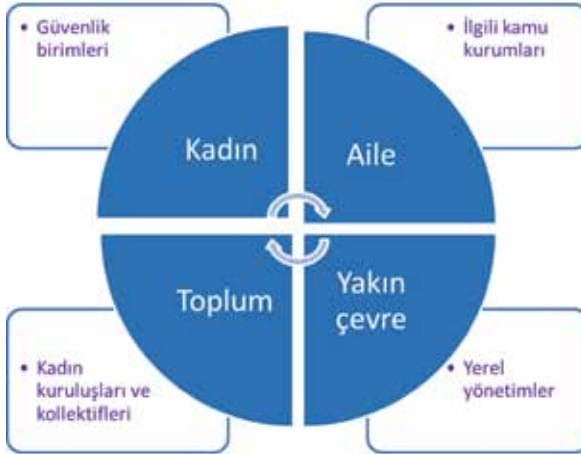 • Güvenlik
birimleri
• İlgili kamu
kurumları
Kadın
Aile
Toplum
Yakın
çevre
• Kadın
kuruluşları ve
kollektifleri
• Yerel
yönetimler